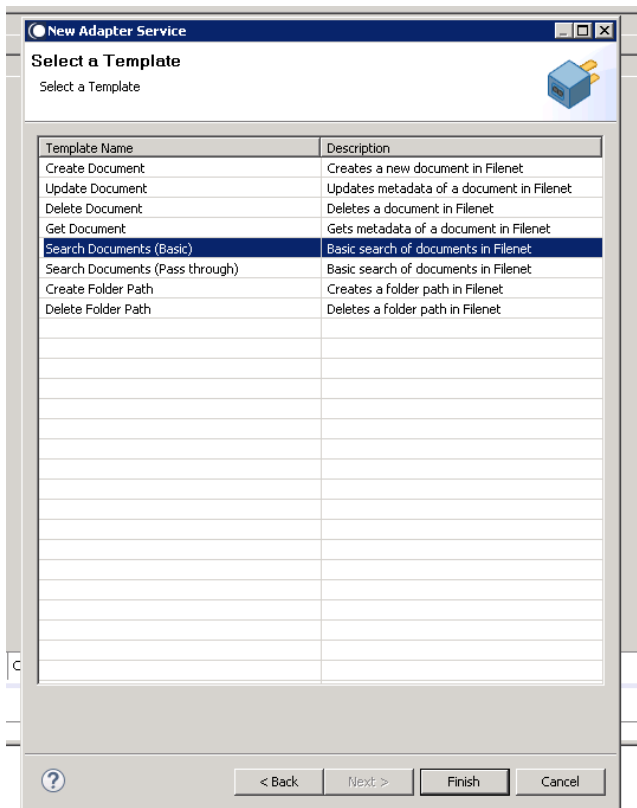 New Adapter Service
Select a Template
Select a Template
Template Name Description
Create Document Creates a new document in Filenet
Update Document Updates metadata of a document in Filenet
Delete Document Deletes a document in Filenet
Get Document Gets metadata of a document in Filenet
Search Documents (Basic) Basic search of documents in Filenet
Search Documents (Pass through) Basic search of documents in Filenet
Create Folder Path Creates a folder path in Filenet
Delete Folder Path Deletes a folder path in Filenet
? < Back Next > Finish Cancel